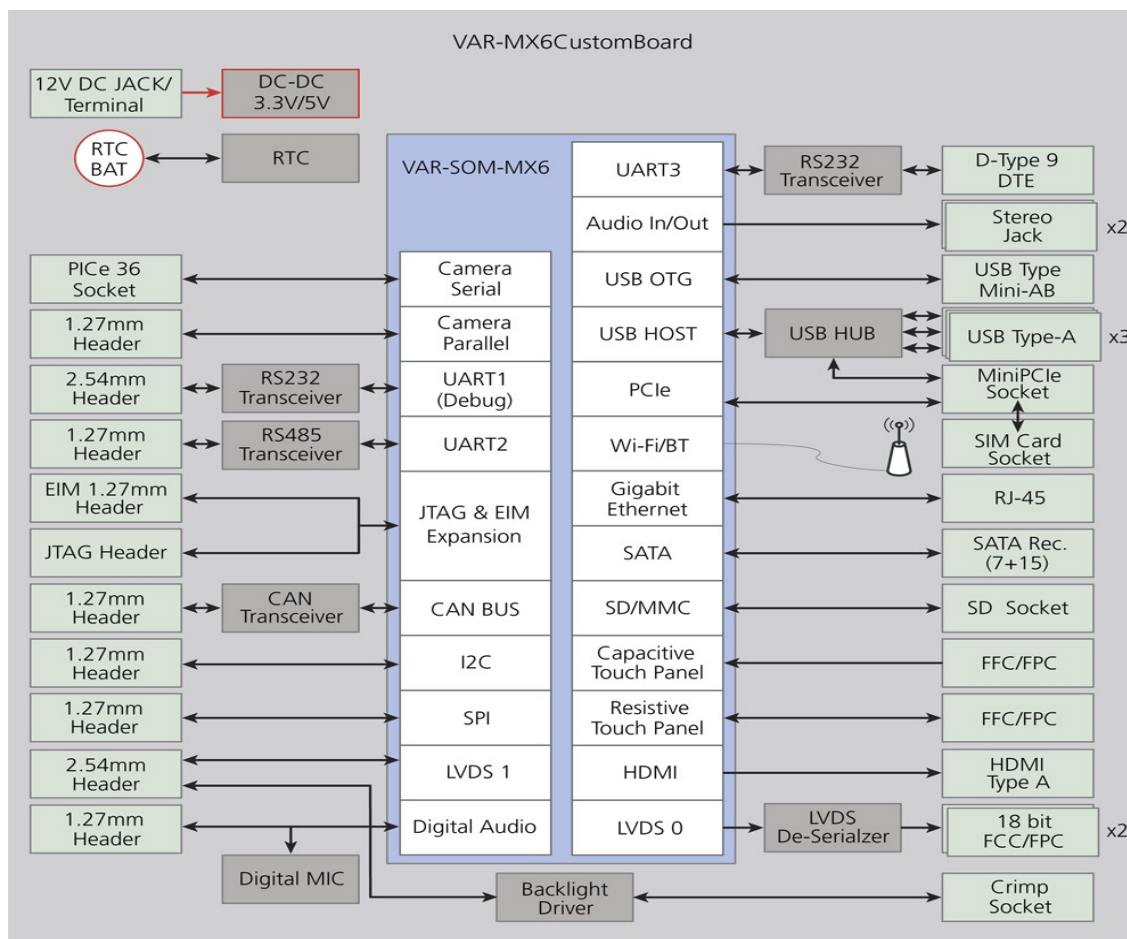 VAR-MX6CustomBoard
12V DC JACK/
Terminal
DC-DC
3.3V/5V
RTC
BAT
RTC
VAR-SOM-MX6
PICe 36
Socket
Camera
Serial
1.27mm
Header
Camera
Parallel
2.54mm
Header
RS232
Transceiver
UART1
(Debug)
1.27mm
Header
RS485
Transceiver
UART2
EIM 1.27mm
Header
JTAG Header
JTAG & EIM
Expansion
1.27mm
Header
CAN
Transceiver
CAN BUS
1.27mm
Header
I2C
1.27mm
Header
SPI
2.54mm
Header
LVDS 1
1.27mm
Header
Digital Audio
Digital MIC
UART3
RS232
Transceiver
D-Type 9
DTE
Audio In/Out
Stereo
Jack
x2
USB OTG
USB Type
Mini-AB
USB HOST
USB HUB
USB Type-A
x3
PCIe
MiniPCIe
Socket
Wi-Fi/BT
SIM Card
Socket
Gigabit
Ethernet
RJ-45
SATA
SATA Rec.
(7+15)
SD/MMC
SD Socket
Capacitive
Touch Panel
FFC/FPC
Resistive
Touch Panel
FFC/FPC
HDMI
HDMI
Type A
LVDS 0
LVDS
De-Serialzer
18 bit
FCC/FPC
x2
Backlight
Driver
Crimp
Socket